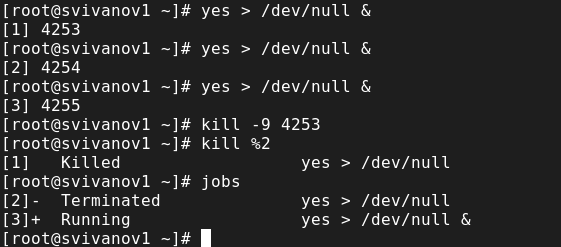 [root@svivanov1 ~]# yes > /dev/null &
[1] 4253
[root@svivanov1 ~]# yes > /dev/null &
[2] 4254
[root@svivanov1 ~]# yes > /dev/null &
[3] 4255
[root@svivanov1 ~]# kill -9 4253
[root@svivanov1 ~]# kill %2
[1]   Killed                  yes > /dev/null
[root@svivanov1 ~]# jobs
[2]-  Terminated              yes > /dev/null
[3]+  Running                 yes > /dev/null &
[root@svivanov1 ~]#